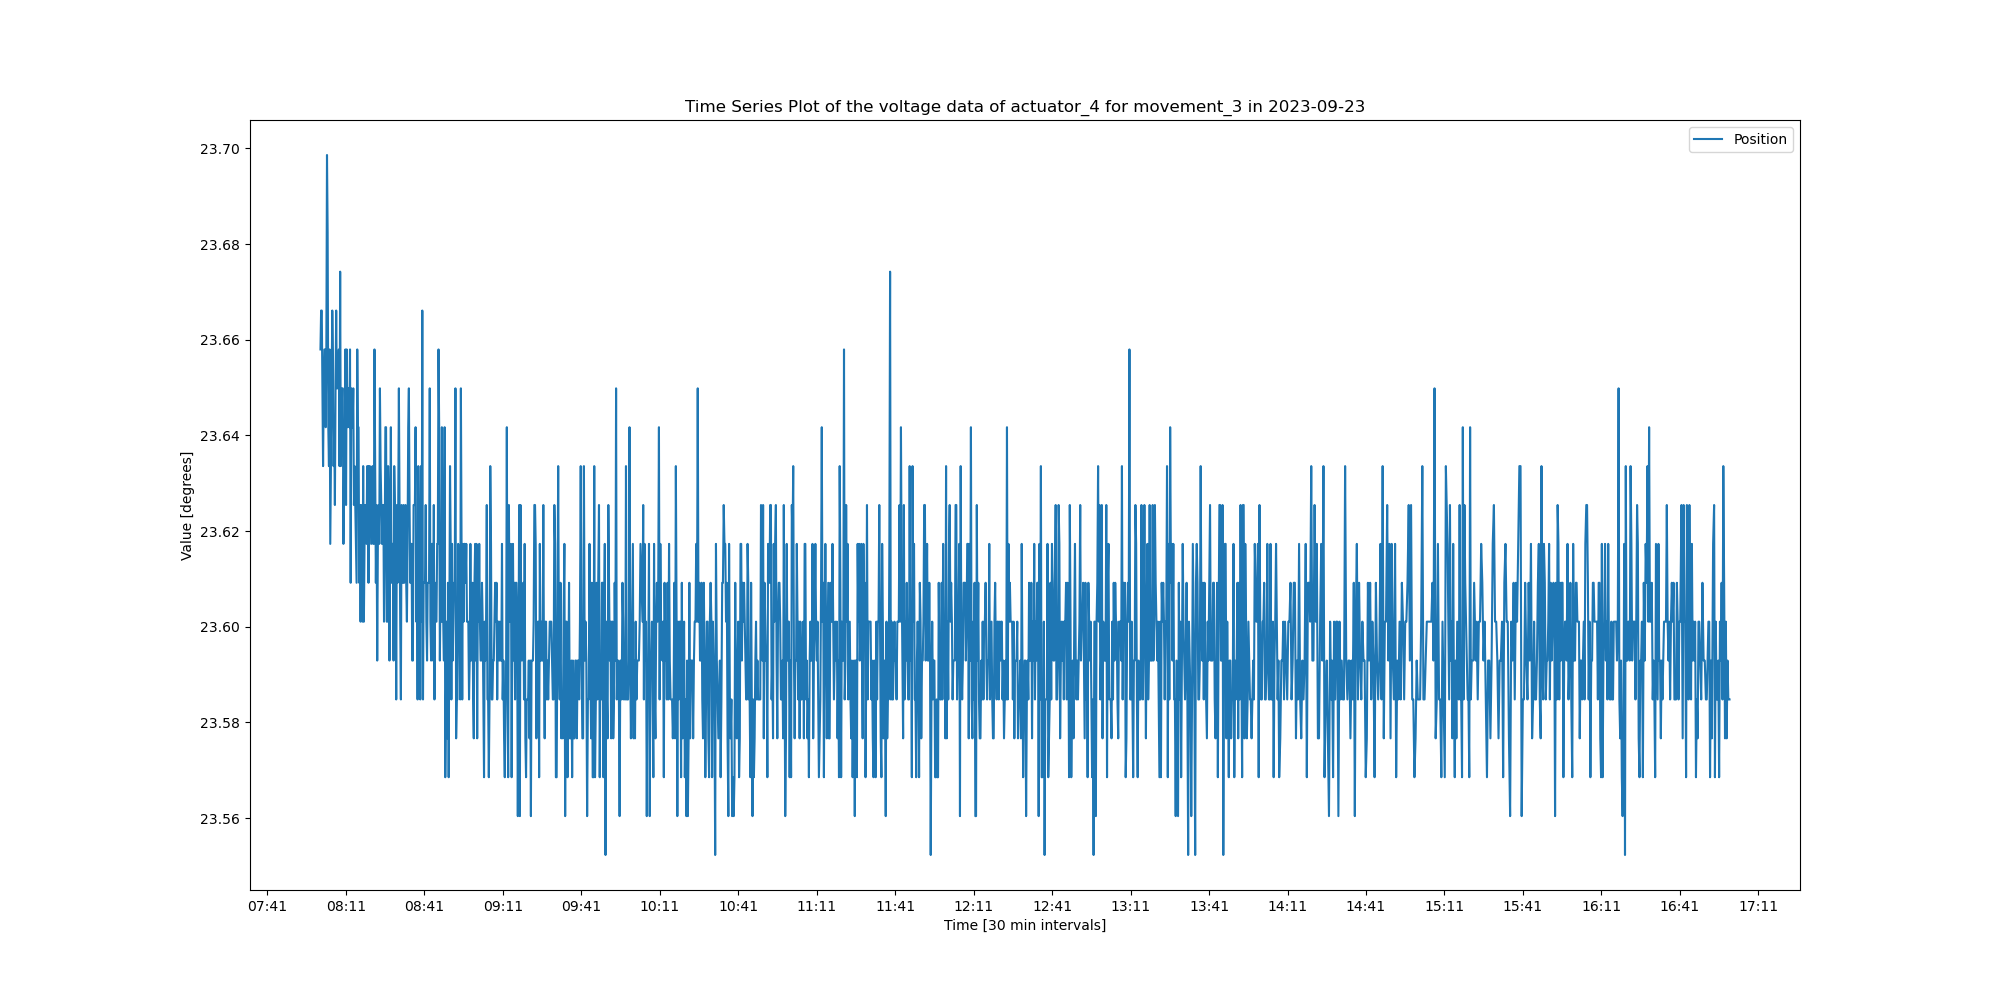 Time Series Plot of the voltage data of actuator_4 for movement_3 in 2023-09-23
Position
23.70
23.68
23.66
23.64
23.62
23.60
23.58
23.56
Value [degrees]
07:41 08:11 08:41 09:11 09:41 10:11 10:41 11:11 11:41 12:11 12:41 13:11 13:41 14:11 14:41 15:11 15:41 16:11 16:41 17:11
Time [30 min intervals]